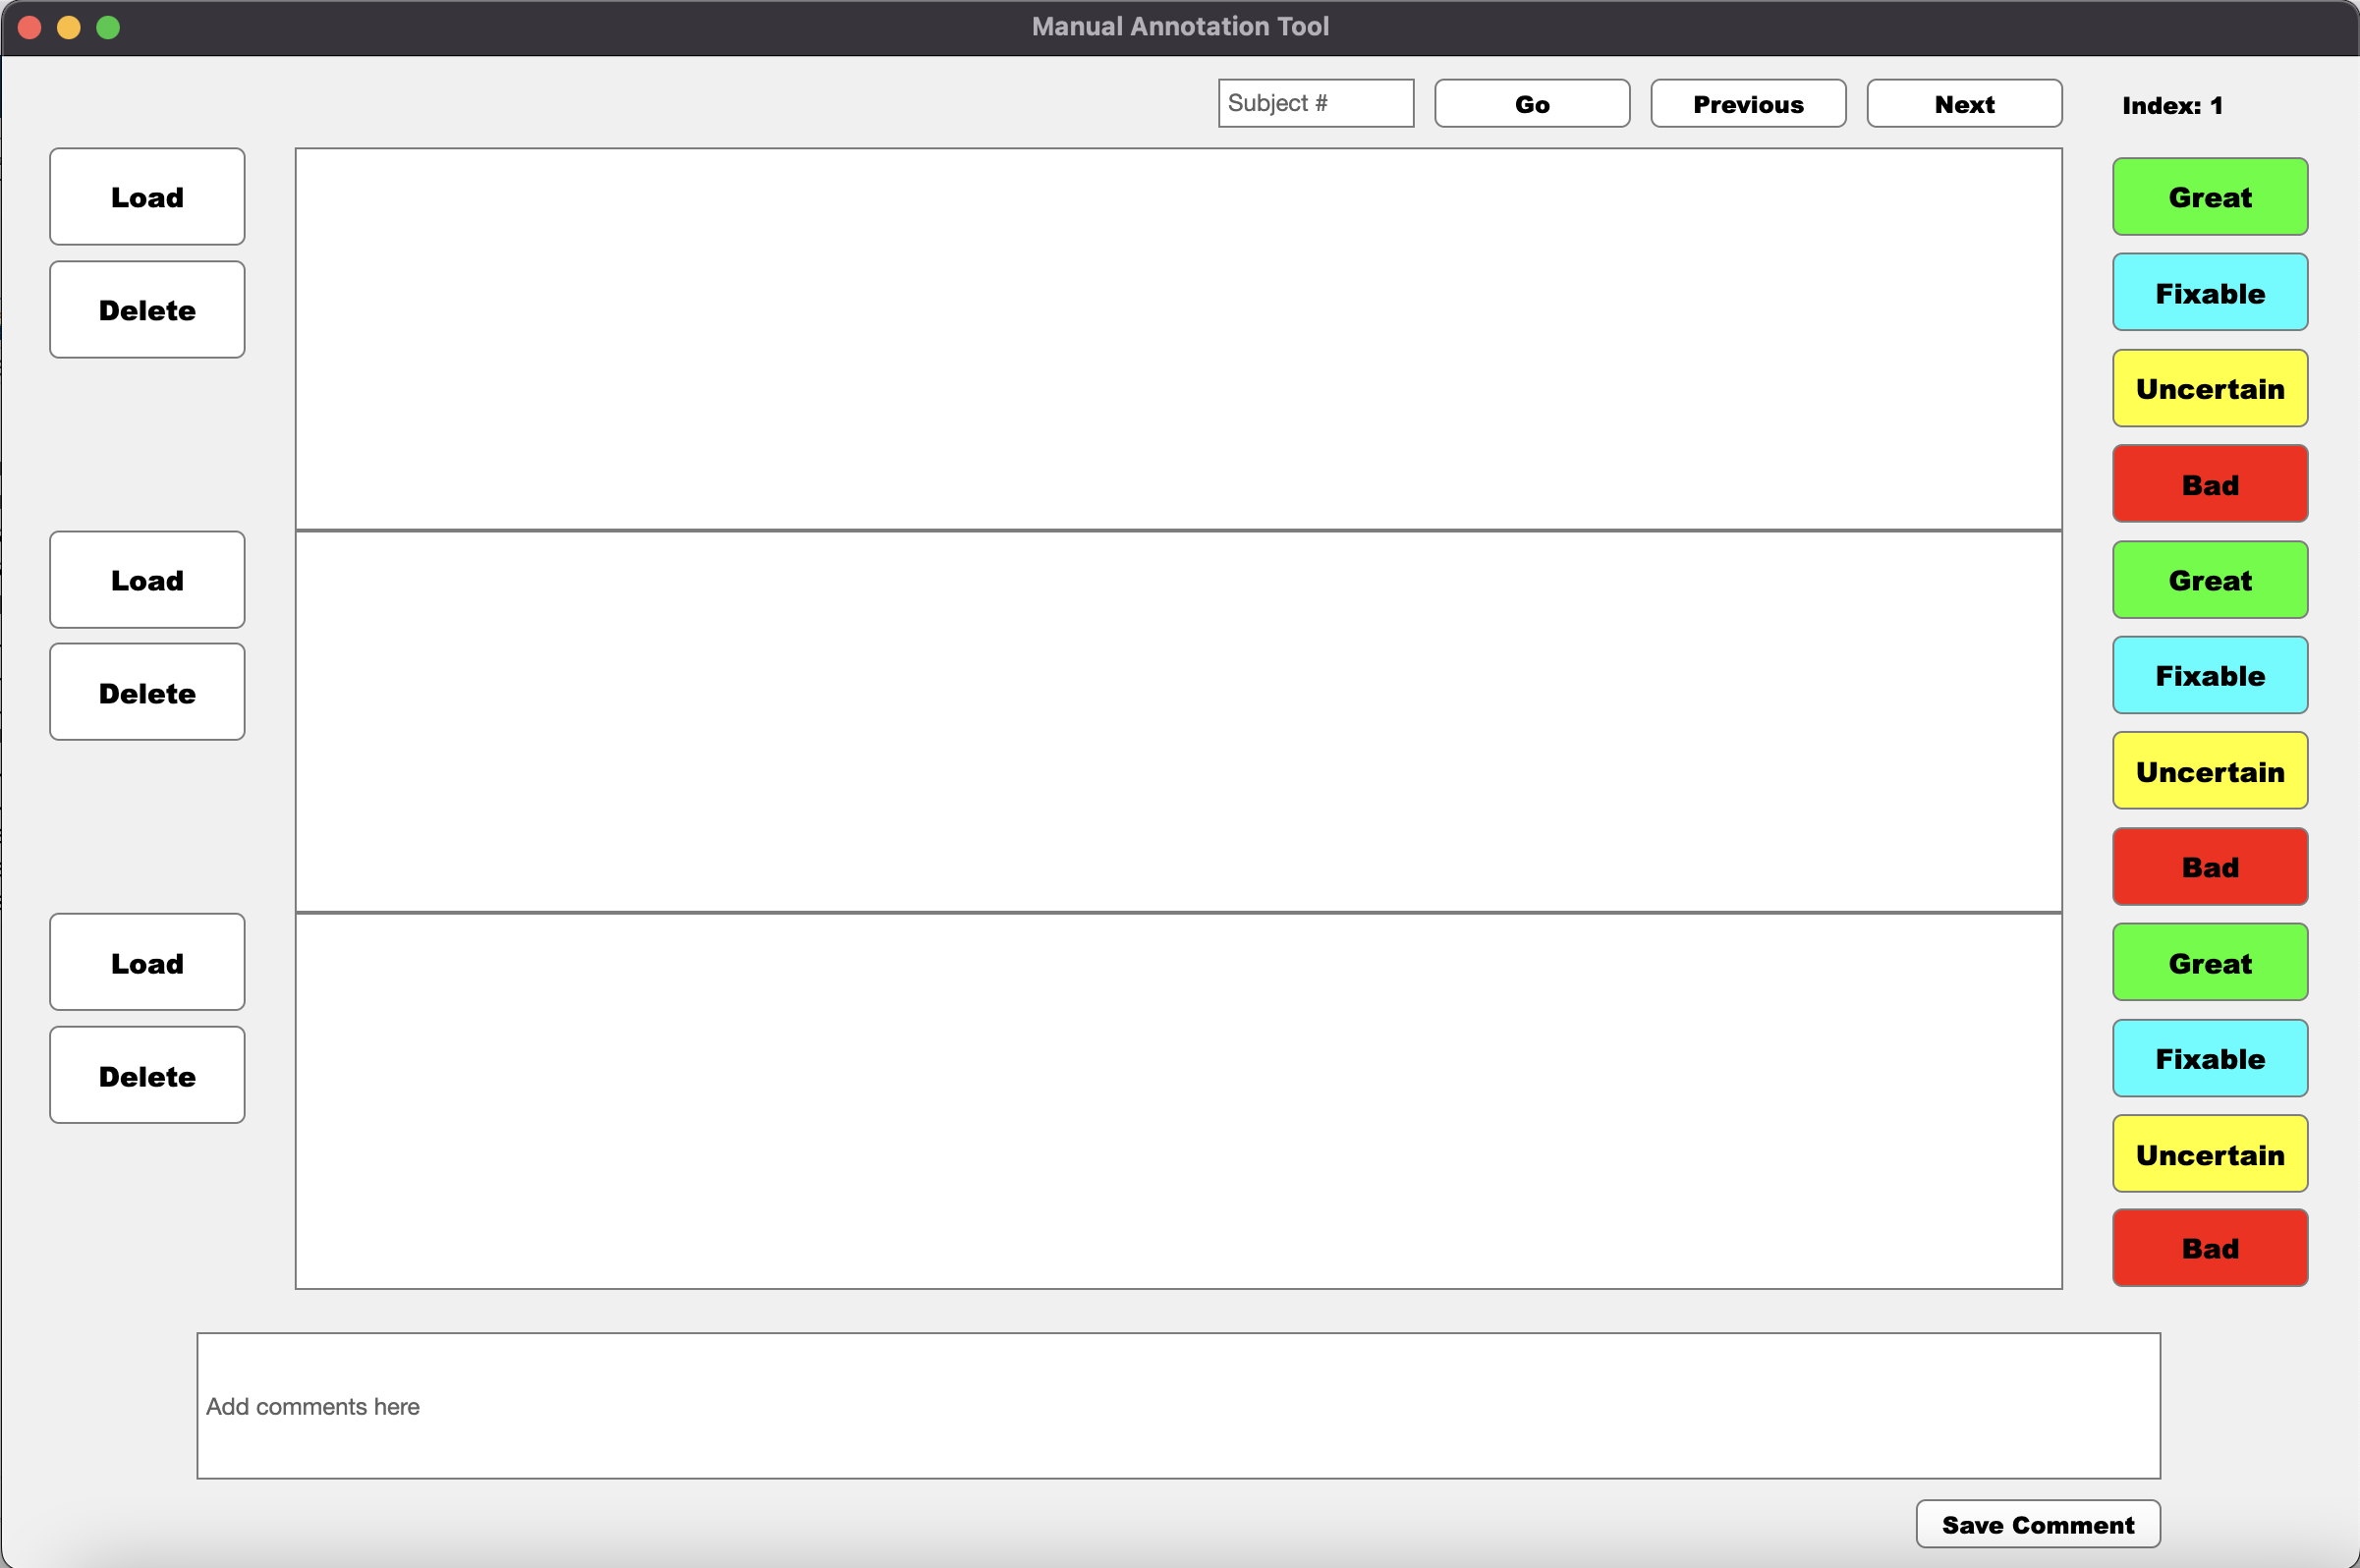 Manual Annotation Tool
Subject # Go Previous Next Index: 1
Load Great
Delete Fixable
Uncertain
Bad
Load Great
Delete Fixable
Uncertain
Bad
Load Great
Delete Fixable
Uncertain
Bad
Add comments here
Save Comment